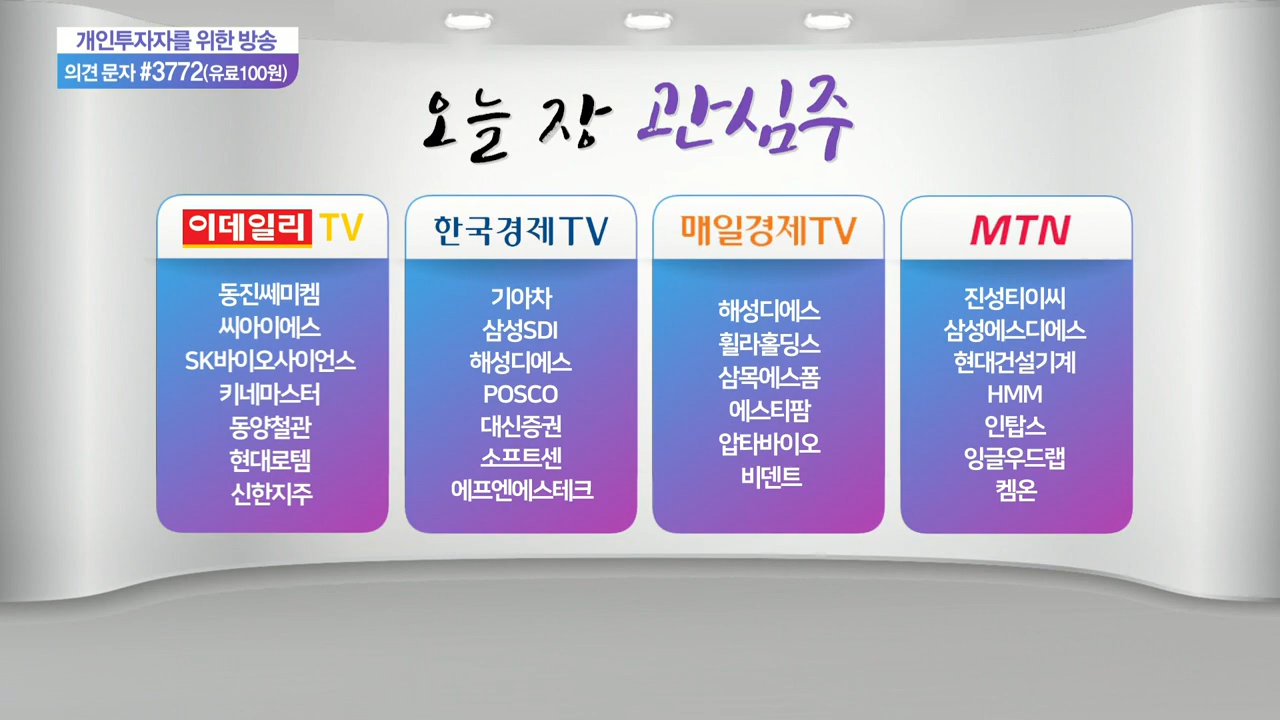 개인투자자를 위한 방송
의견 문자 #3772(유료100원)
오늘 장 관심주
이데일리 TV
동진쎄미켐
씨아이에스
SK바이오사이언스
키네마스터
동양철관
현대로템
신한지주
한국경제TV
기아차
삼성SDI
해성디에스
POSCO
대신증권
소프트센
에프엔에스테크
매일경제TV
해성디에스
휠라홀딩스
삼목에스폼
에스티팜
압타바이오
비덴트
MTN
진성티이씨
삼성에스디에스
현대건설기계
HMM
인탑스
잉글우드랩
켐온